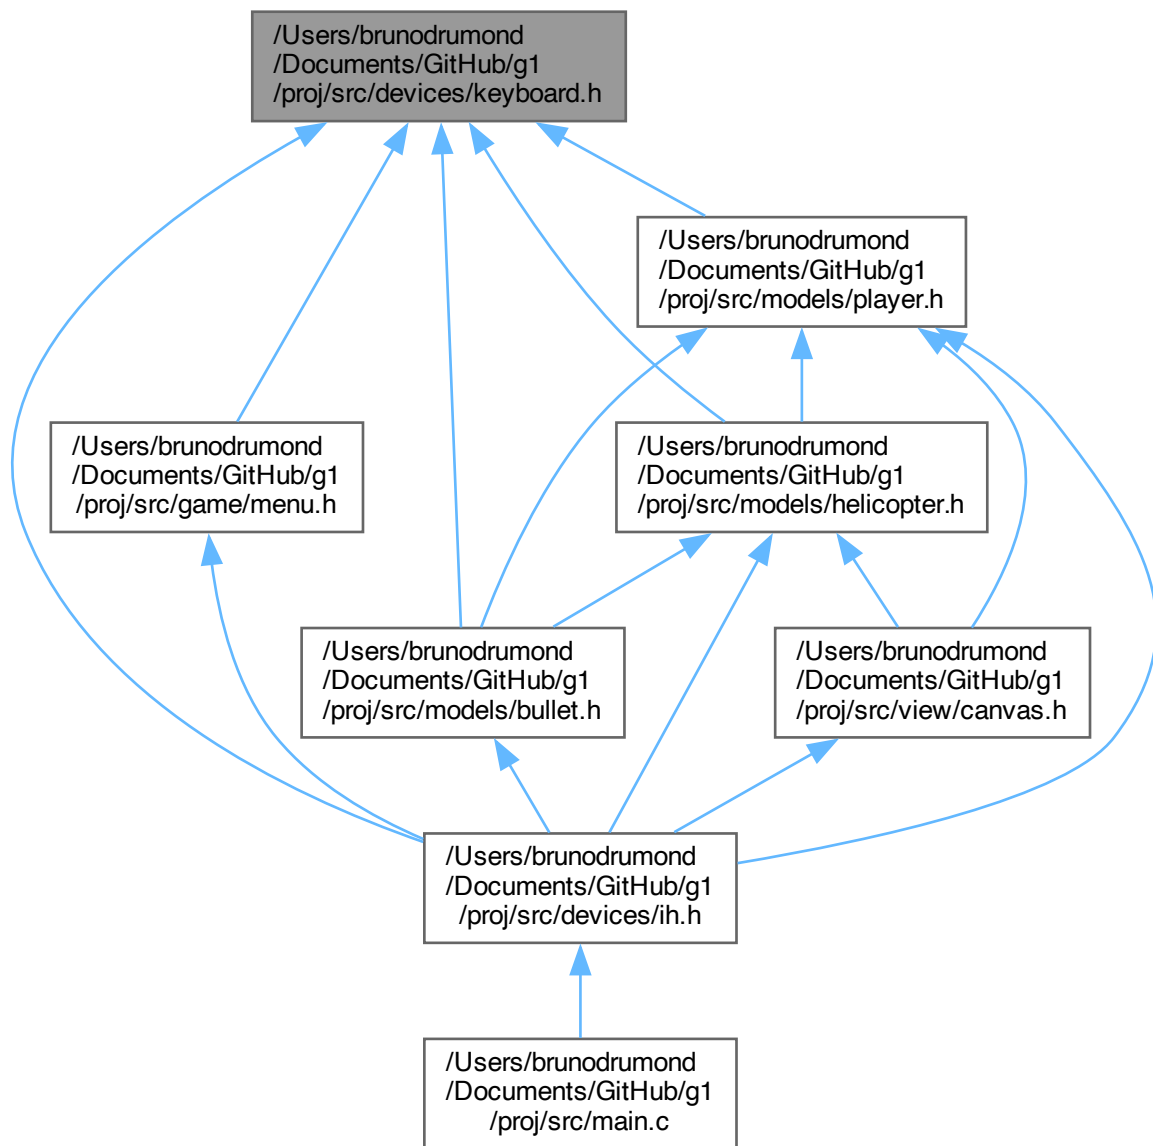 /Users/brunodrumond
/Documents/GitHub/g1
/proj/src/devices/keyboard.h
/Users/brunodrumond
/Documents/GitHub/g1
/proj/src/models/player.h
/Users/brunodrumond
/Documents/GitHub/g1
/proj/src/game/menu.h
/Users/brunodrumond
/Documents/GitHub/g1
/proj/src/models/helicopter.h
/Users/brunodrumond
/Documents/GitHub/g1
/proj/src/models/bullet.h
/Users/brunodrumond
/Documents/GitHub/g1
/proj/src/view/canvas.h
/Users/brunodrumond
/Documents/GitHub/g1
/proj/src/devices/ih.h
/Users/brunodrumond
/Documents/GitHub/g1
/proj/src/main.c